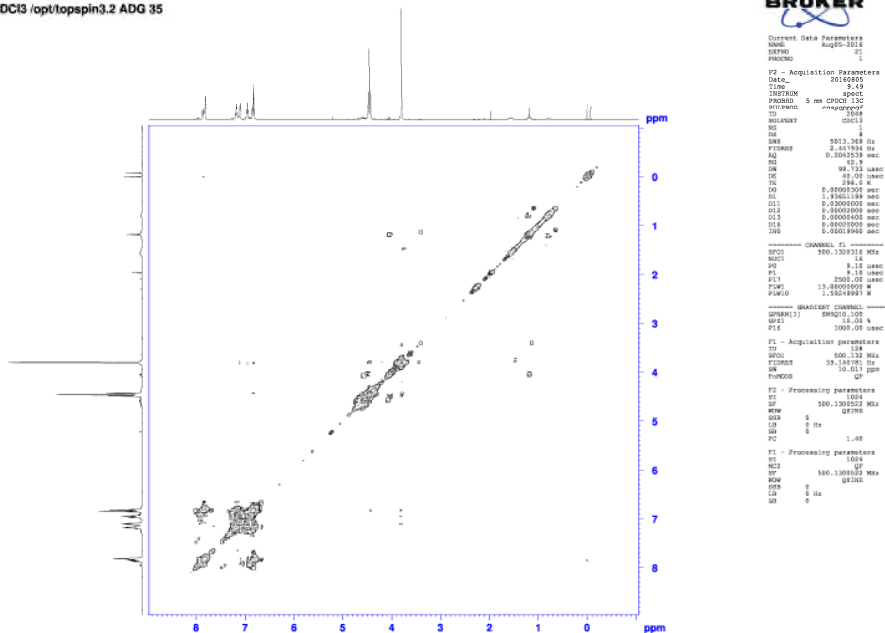 DCl3 /opt/topspin3.2 ADG 35
BRUKER
Current Data Parameters
NAME Aug05-2016
EXPNO 21
PROCNO 1
F2 - Acquisition Parameters
Date_ 20160805
Time 9.49
INSTRUM spect
PROBHD 5 mm CPDCH 13C
TD 2048
SOLVENT CDCl3
NS 1
DS 8
SWH 5013.369 Hz
FIDRES 2.447934 Hz
AQ 0.2042539 sec
RG 62.9
DW 99.733 usec
DE 40.00 usec
TE 298.0 K
D0 0.00000300 sec
D1 1.93651199 sec
D11 0.03000000 sec
D12 0.00002000 sec
D13 0.00000400 sec
D16 0.00020000 sec
IN0 0.00019960 sec
======== CHANNEL f1 ========
SFO1 500.1320316 MHz
NUC1 1H
P0 9.10 usec
P1 9.10 usec
P17 2500.00 usec
PLW1 13.00000000 W
PLW10 1.59249997 W
====== GRADIENT CHANNEL =====
GPNAM[1] SMSQ10.100
GPZ1 10.00 %
P16 1000.00 usec
F1 - Acquisition parameters
TD 128
SFO1 500.132 MHz
FIDRES 39.140781 Hz
SW 10.017 ppm
FnMODE QF
F2 - Processing parameters
SI 1024
SF 500.1300522 MHz
WDW QSINE
SSB 0
LB 0 Hz
GB 0
PC 1.40
F1 - Processing parameters
SI 1024
MC2 QF
SF 500.1300522 MHz
WDW QSINE
SSB 0
LB 0 Hz
GB 0
ppm
0
1
2
3
4
5
6
7
8
8 7 6 5 4 3 2 1 0 ppm